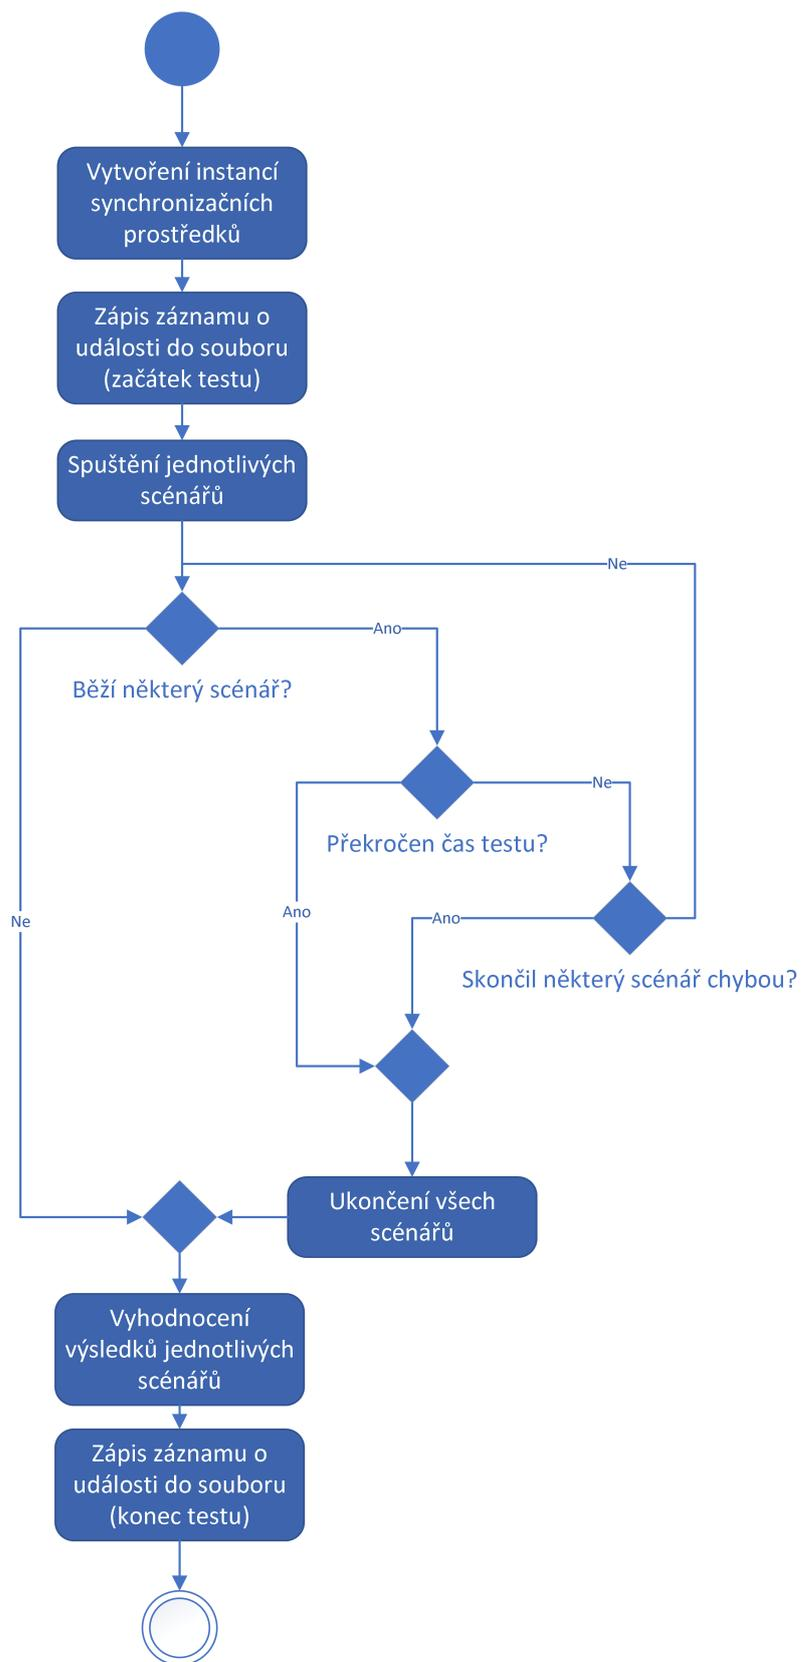 Vytvoření instancí
synchronizačních
prostředků
Zápis záznamu o
události do souboru
(začátek testu)
Spuštění jednotlivých
scénářů
Ne
Ano
Běží některý scénář?
Ne
Překročen čas testu?
Ano
Ano
Ne
Skončil některý scénář chybou?
Ukončení všech
scénářů
Vyhodnocení
výsledků jednotlivých
scénářů
Zápis záznamu o
události do souboru
(konec testu)